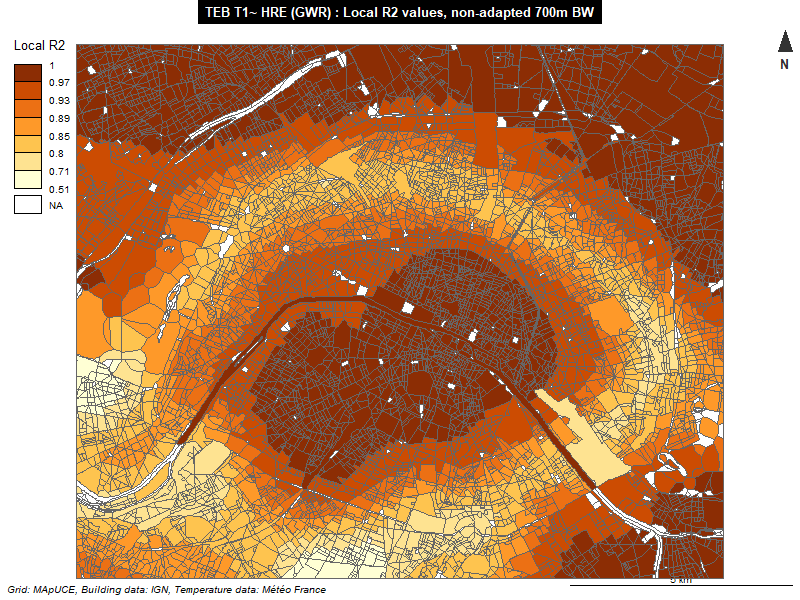 TEB T1~ HRE (GWR) : Local R2 values, non-adapted 700m BW
Local R2
1
0.97
0.93
0.89
0.85
0.8
0.71
0.51
NA
N
5 km
Grid: MApUCE, Building data: IGN, Temperature data: Météo France